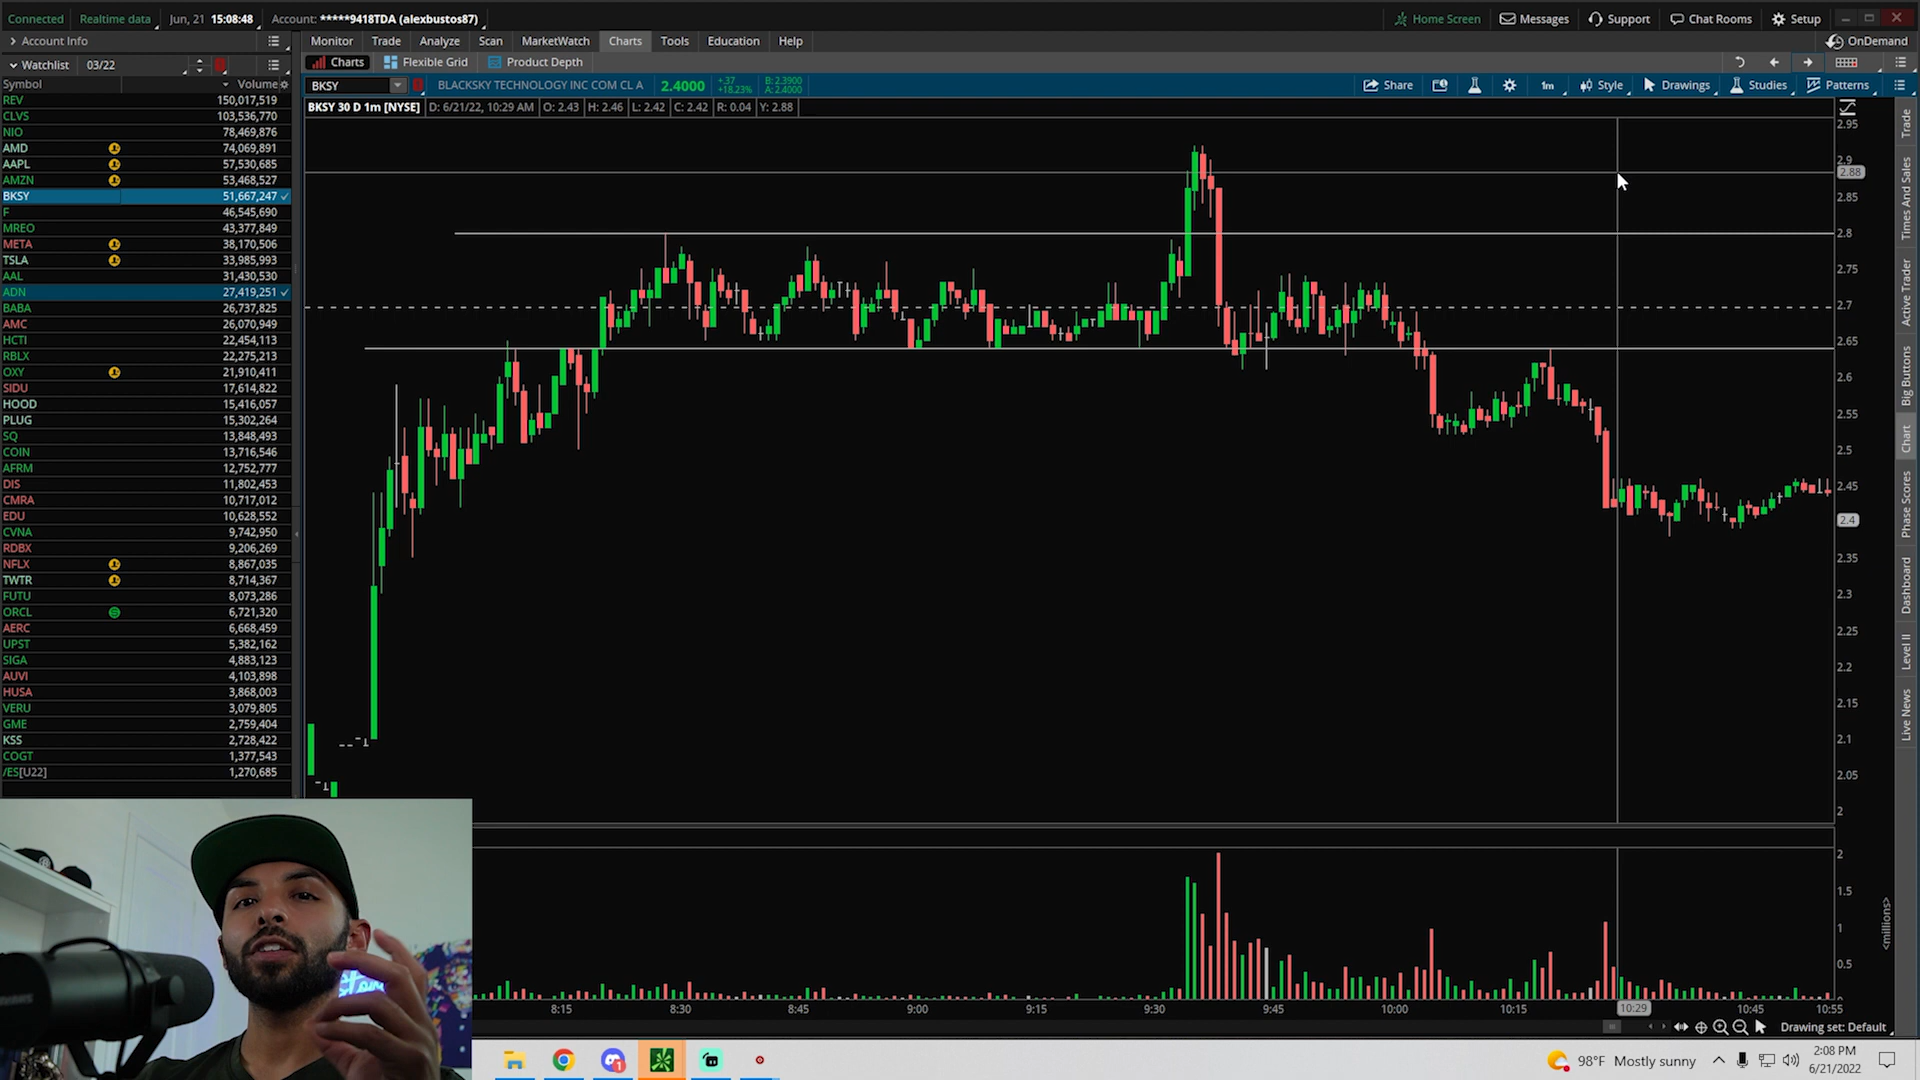 Connected Realtime data Jun, 21 15:08:48 Account: *****9418TDA (alexbustos87) Home Screen Messages Support Chat Rooms Setup
Account Info Monitor Trade Analyze Scan MarketWatch Charts Tools Education Help OnDemand
Watchlist 03/22 Charts Flexible Grid Product Depth
Symbol Volume BKSY BLACKSKY TECHNOLOGY INC COM CL A 2.4000 +.37 +18.23% B: 2.3900 A: 2.4000 Share 1m Style Drawings Studies Patterns
BKSY 30 D 1m [NYSE] D: 6/21/22, 10:29 AM O: 2.43 H: 2.46 L: 2.42 C: 2.42 R: 0.04 Y: 2.88
REV 150,017,519
CLVS 103,536,770
NIO 78,469,876
AMD 74,069,891
AAPL 57,530,685
AMZN 53,468,527
BKSY 51,667,247
F 46,545,690
MREO 43,377,849
META 38,170,506
TSLA 33,985,993
AAL 31,430,530
ADN 27,419,251
BABA 26,737,825
AMC 26,070,949
HCTI 22,454,113
RBLX 22,275,213
OXY 21,910,411
SIDU 17,614,822
HOOD 15,416,057
PLUG 15,302,264
SQ 13,848,493
COIN 13,716,546
AFRM 12,752,777
DIS 11,802,453
CMRA 10,717,012
EDU 10,628,552
CVNA 9,742,950
RDBX 9,206,269
NFLX 8,867,035
TWTR 8,714,367
FUTU 8,073,286
ORCL 6,721,320
AERC 6,668,459
UPST 5,382,162
SIGA 4,883,123
AUVI 4,103,898
HUSA 3,868,003
VERU 3,079,805
GME 2,759,404
KSS 2,728,422
COGT 1,377,543
/ES[U22] 1,270,685
2.95
2.9
2.88
2.85
2.8
2.75
2.7
2.65
2.6
2.55
2.5
2.45
2.4
2.35
2.3
2.25
2.2
2.15
2.1
2.05
2
2
1.5
1
0.5
0
<millions>
Trade
Times And Sales
Active Trader
Big Buttons
Chart
Phase Scores
Dashboard
Level II
Live News
8:15 8:30 8:45 9:00 9:15 9:30 9:45 10:00 10:15 10:29 10:45 10:55
Drawing set: Default
98°F Mostly sunny 2:08 PM
6/21/2022